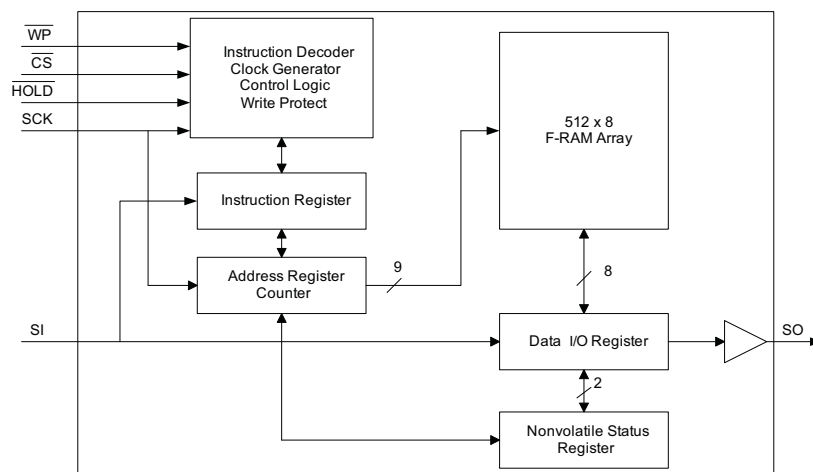 WP
CS
HOLD
SCK
Instruction Decoder
Clock Generator
Control Logic
Write Protect
512 x 8
F-RAM Array
Instruction Register
Address Register
Counter
9
8
SI
Data I/O Register
SO
2
Nonvolatile Status
Register